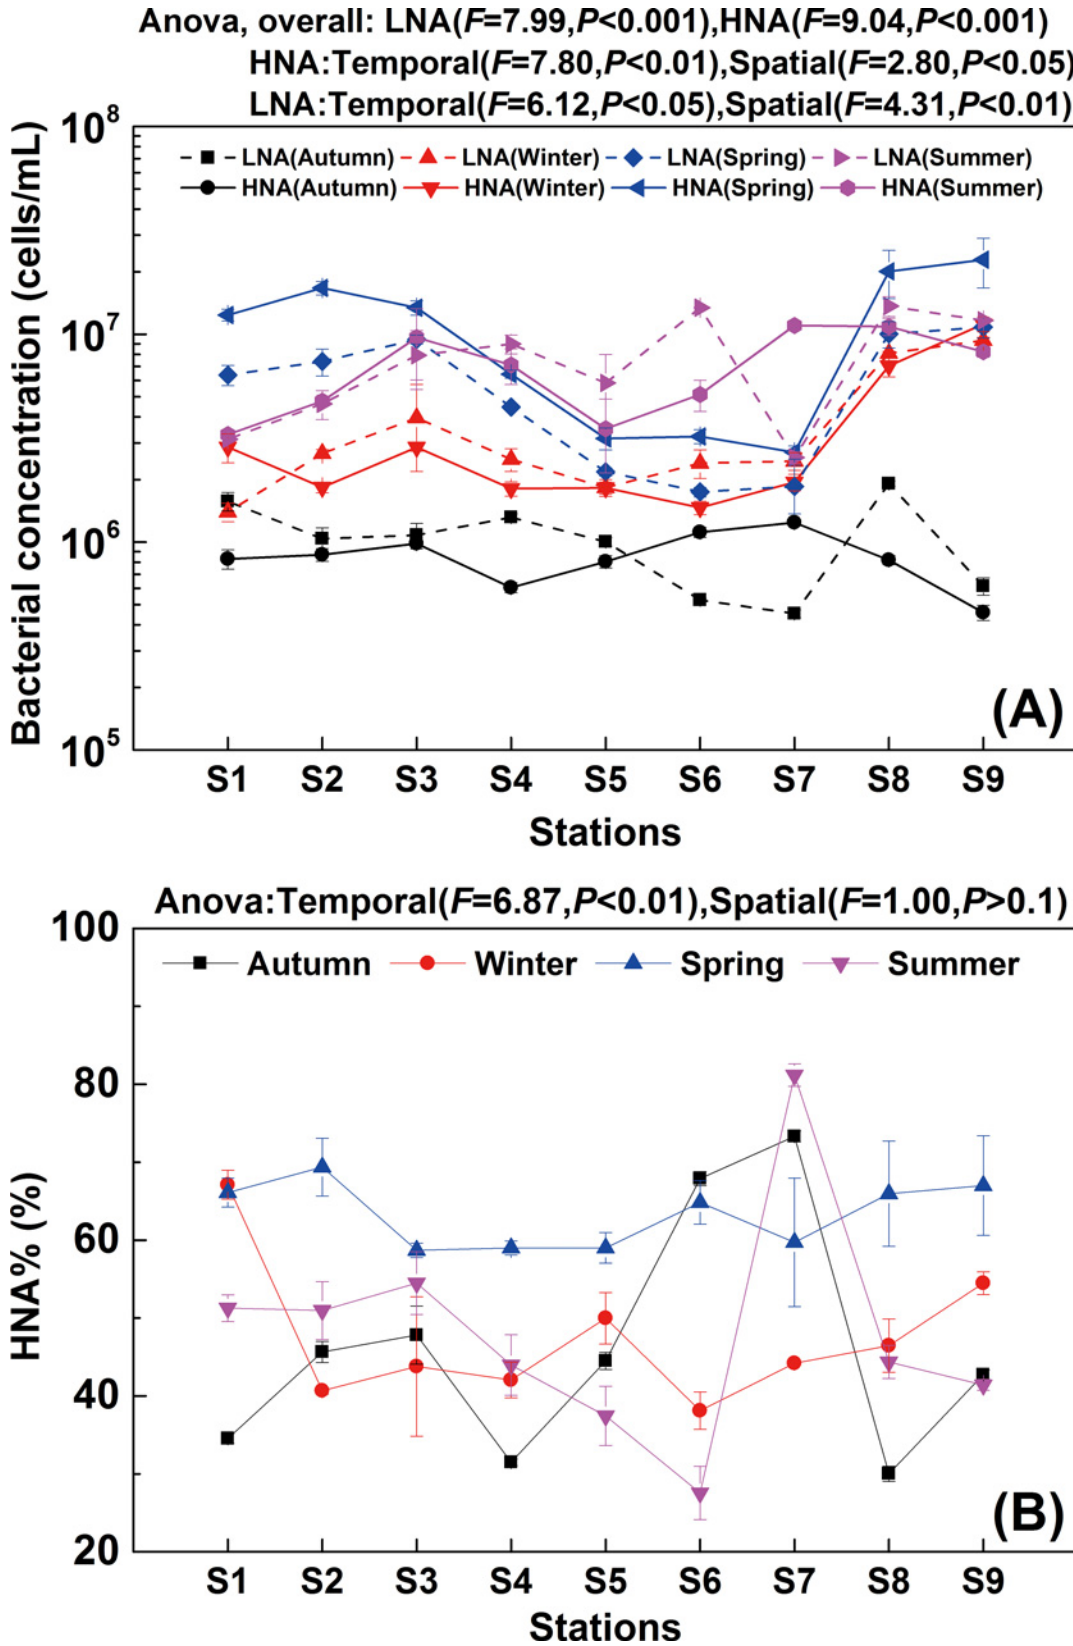 Anova, overall: LNA(F=7.99,P<0.001),HNA(F=9.04,P<0.001)
HNA:Temporal(F=7.80,P<0.01),Spatial(F=2.80,P<0.05)
LNA:Temporal(F=6.12,P<0.05),Spatial(F=4.31,P<0.01)
Bacterial concentration (cells/mL)
10^8
10^7
10^6
10^5
LNA(Autumn) LNA(Winter) LNA(Spring) LNA(Summer)
HNA(Autumn) HNA(Winter) HNA(Spring) HNA(Summer)
(A)
S1 S2 S3 S4 S5 S6 S7 S8 S9
Stations
Anova:Temporal(F=6.87,P<0.01),Spatial(F=1.00,P>0.1)
HNA% (%)
100
80
60
40
20
Autumn Winter Spring Summer
(B)
S1 S2 S3 S4 S5 S6 S7 S8 S9
Stations